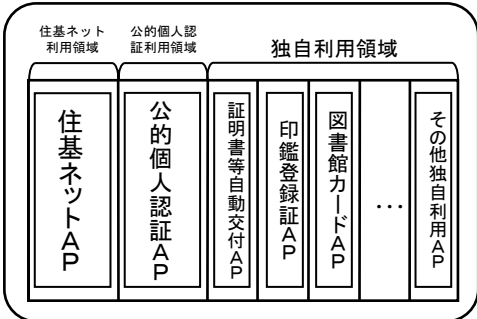 住基ネット
利用領域
公的個人認
証利用領域
独自利用領域
住基ネットAP
公的個人認証AP
証明書等自動交付AP
印鑑登録証AP
図書館カードAP
…
その他独自利用AP